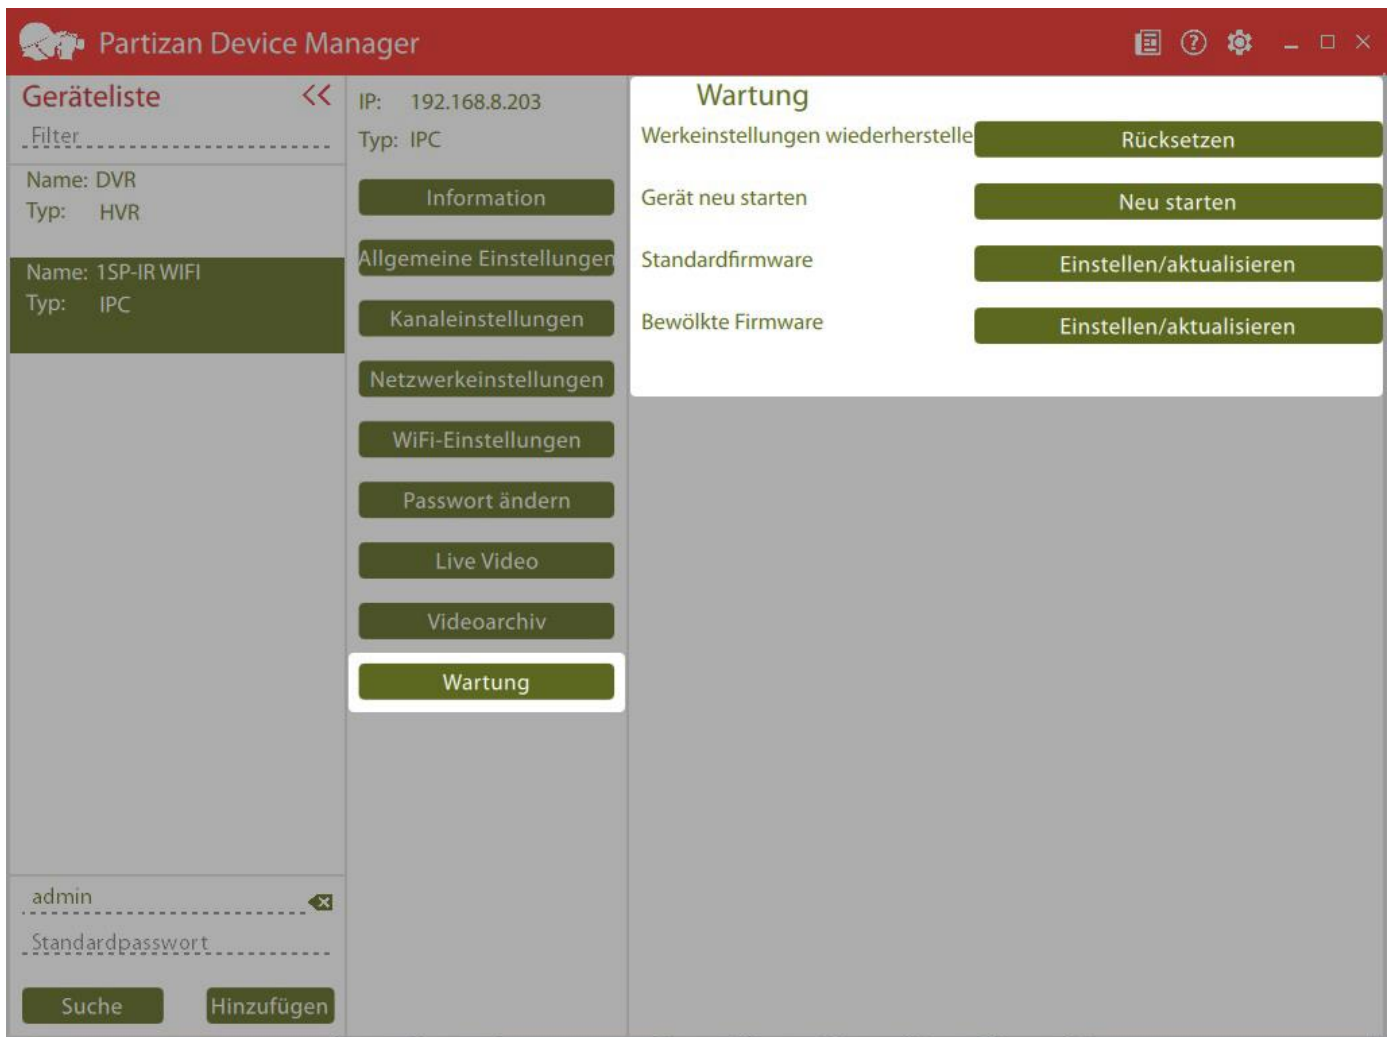 Partizan Device Manager
Geräteliste <<
Filter
Name: DVR
Typ: HVR
Name: 1SP-IR WIFI
Typ: IPC
admin
Standardpasswort
Suche Hinzufügen
IP: 192.168.8.203
Typ: IPC
Information
Allgemeine Einstellungen
Kanaleinstellungen
Netzwerkeinstellungen
WiFi-Einstellungen
Passwort ändern
Live Video
Videoarchiv
Wartung
Wartung
Werkeinstellungen wiederherstelle Rücksetzen
Gerät neu starten Neu starten
Standardfirmware Einstellen/aktualisieren
Bewölkte Firmware Einstellen/aktualisieren